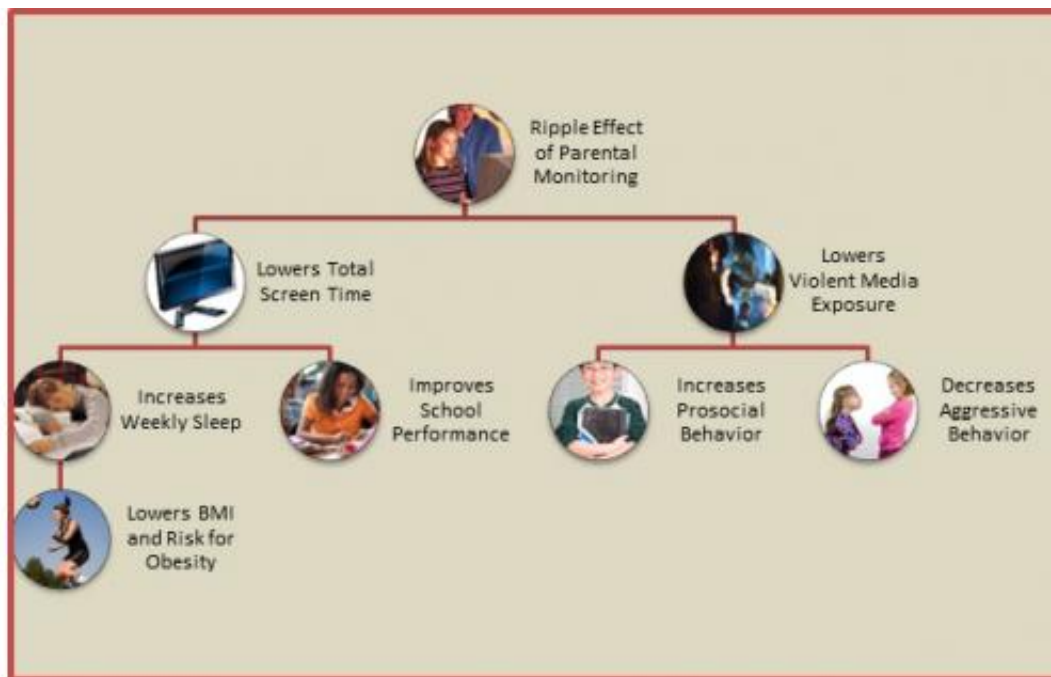 Ripple Effect
of Parental
Monitoring
Lowers Total
Screen Time
Lowers
Violent Media
Exposure
Increases
Weekly Sleep
Improves
School
Performance
Increases
Prosocial
Behavior
Decreases
Aggressive
Behavior
Lowers BMI
and Risk for
Obesity